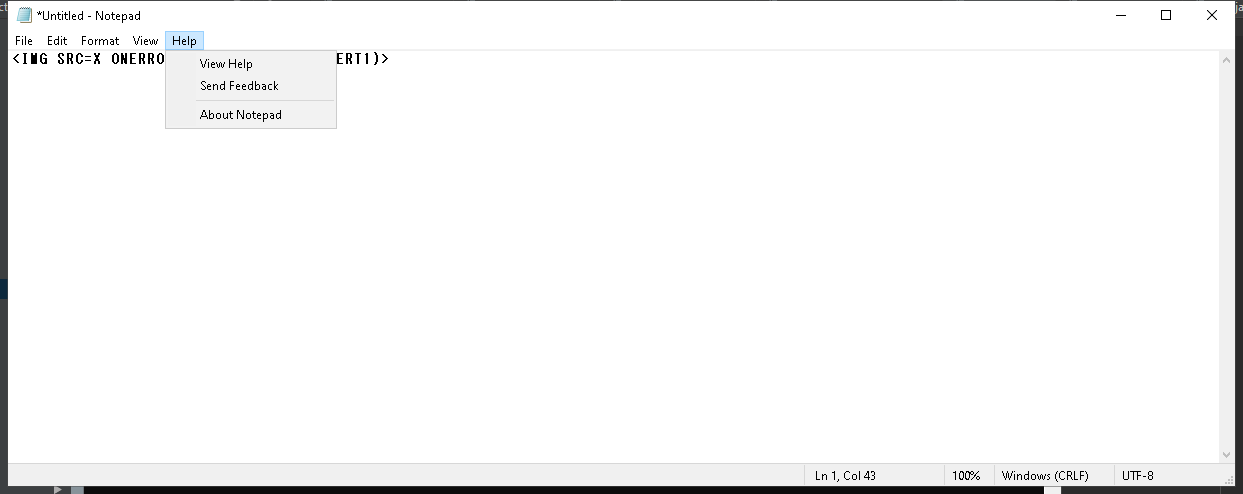 *Untitled - Notepad
File Edit Format View Help
<IMG SRC=X ONERRO ERT1)>
View Help
Send Feedback
About Notepad
Ln 1, Col 43 100% Windows (CRLF) UTF-8